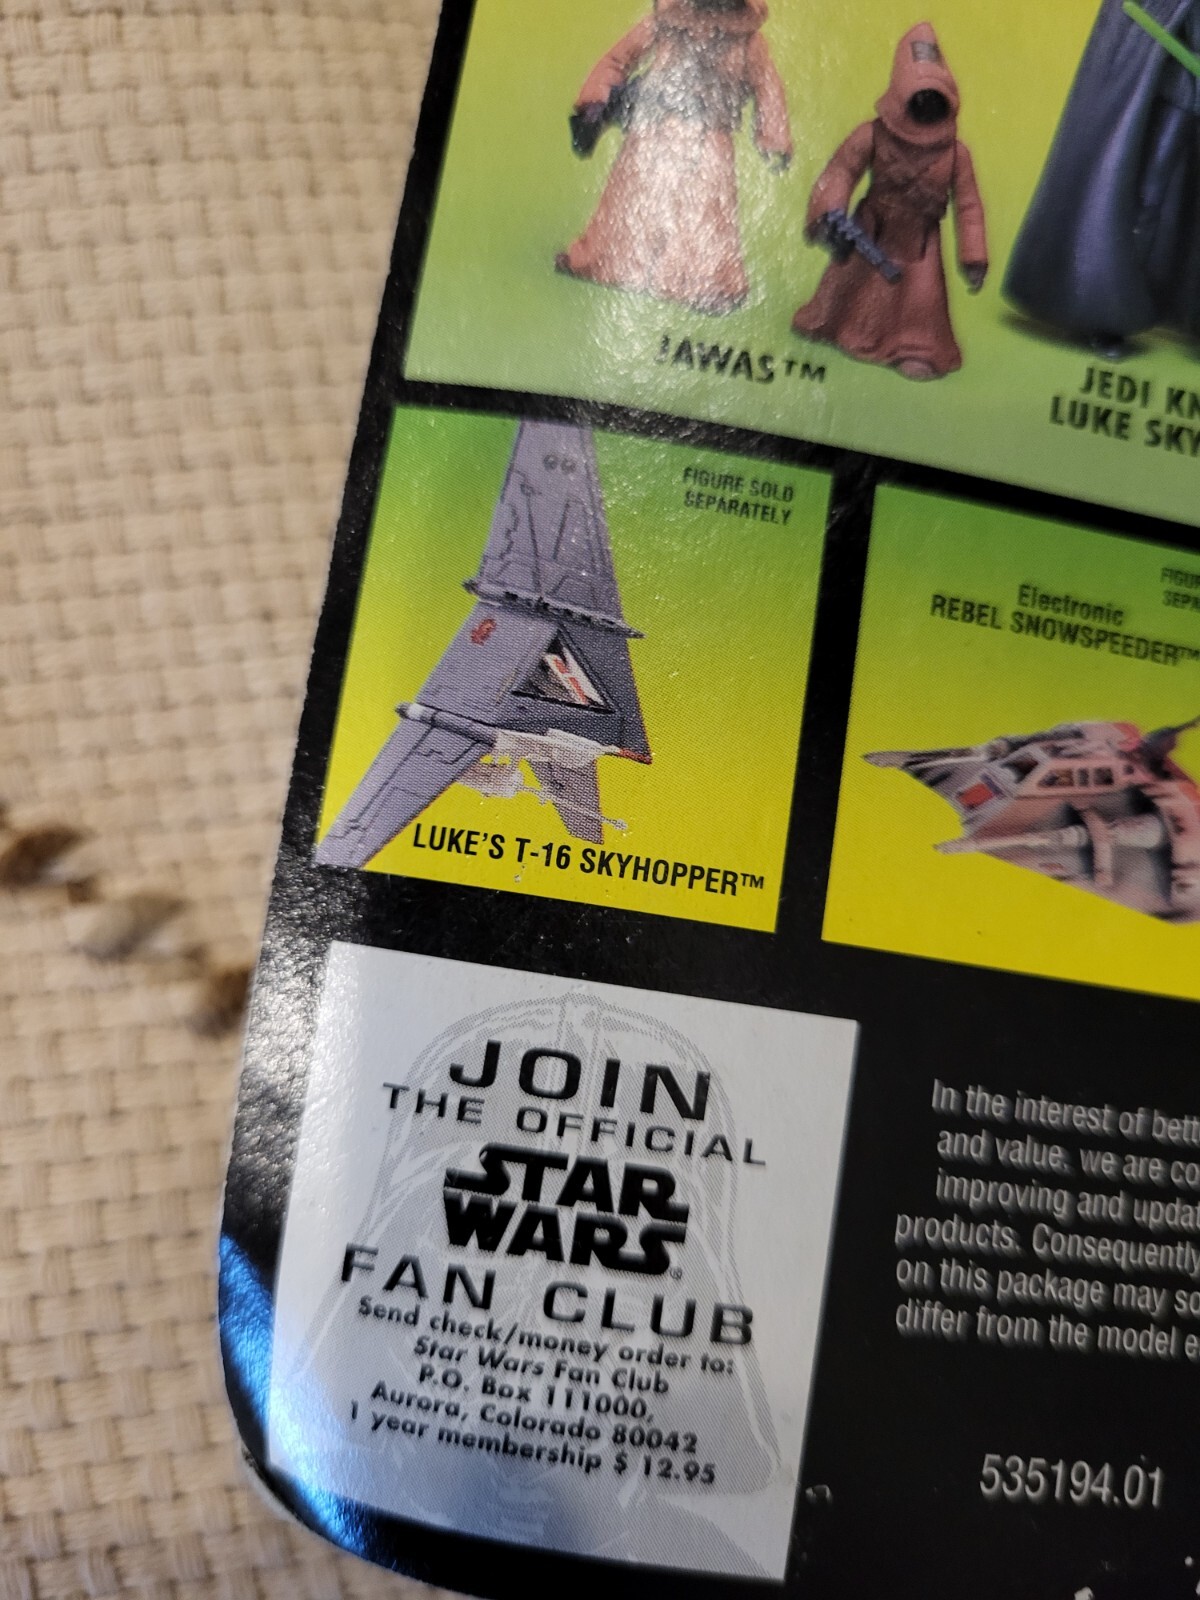 JAWAS™
JEDI KN
LUKE SKY
FIGURE SOLD
SEPARATELY
LUKE'S T-16 SKYHOPPER™
FIGUR
SEPA
Electronic
REBEL SNOWSPEEDER™
JOIN
THE OFFICIAL
STAR
WARS®
FAN CLUB
Send check/money order to:
Star Wars Fan Club
P.O. Box 111000,
Aurora, Colorado 80042
1 year membership $ 12.95
In the interest of bett
and value, we are co
improving and updat
products. Consequently
on this package may so
differ from the model e
535194.01